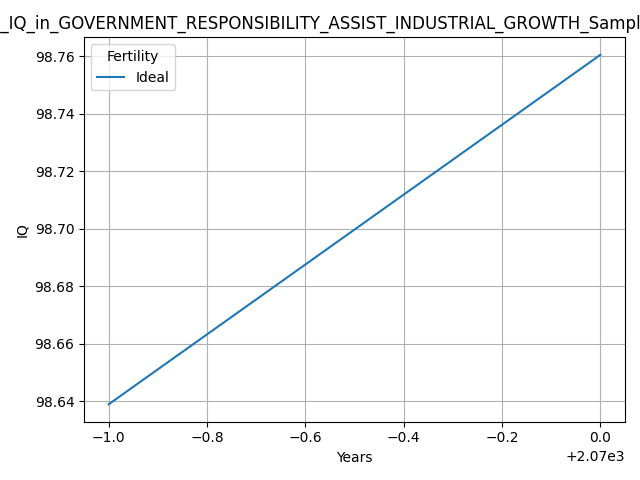 _IQ_in_GOVERNMENT_RESPONSIBILITY_ASSIST_INDUSTRIAL_GROWTH_Sampl
Fertility
Ideal
98.76
98.74
98.72
98.70
98.68
98.66
98.64
IQ
−1.0 −0.8 −0.6 −0.4 −0.2 0.0
Years
+2.07e3